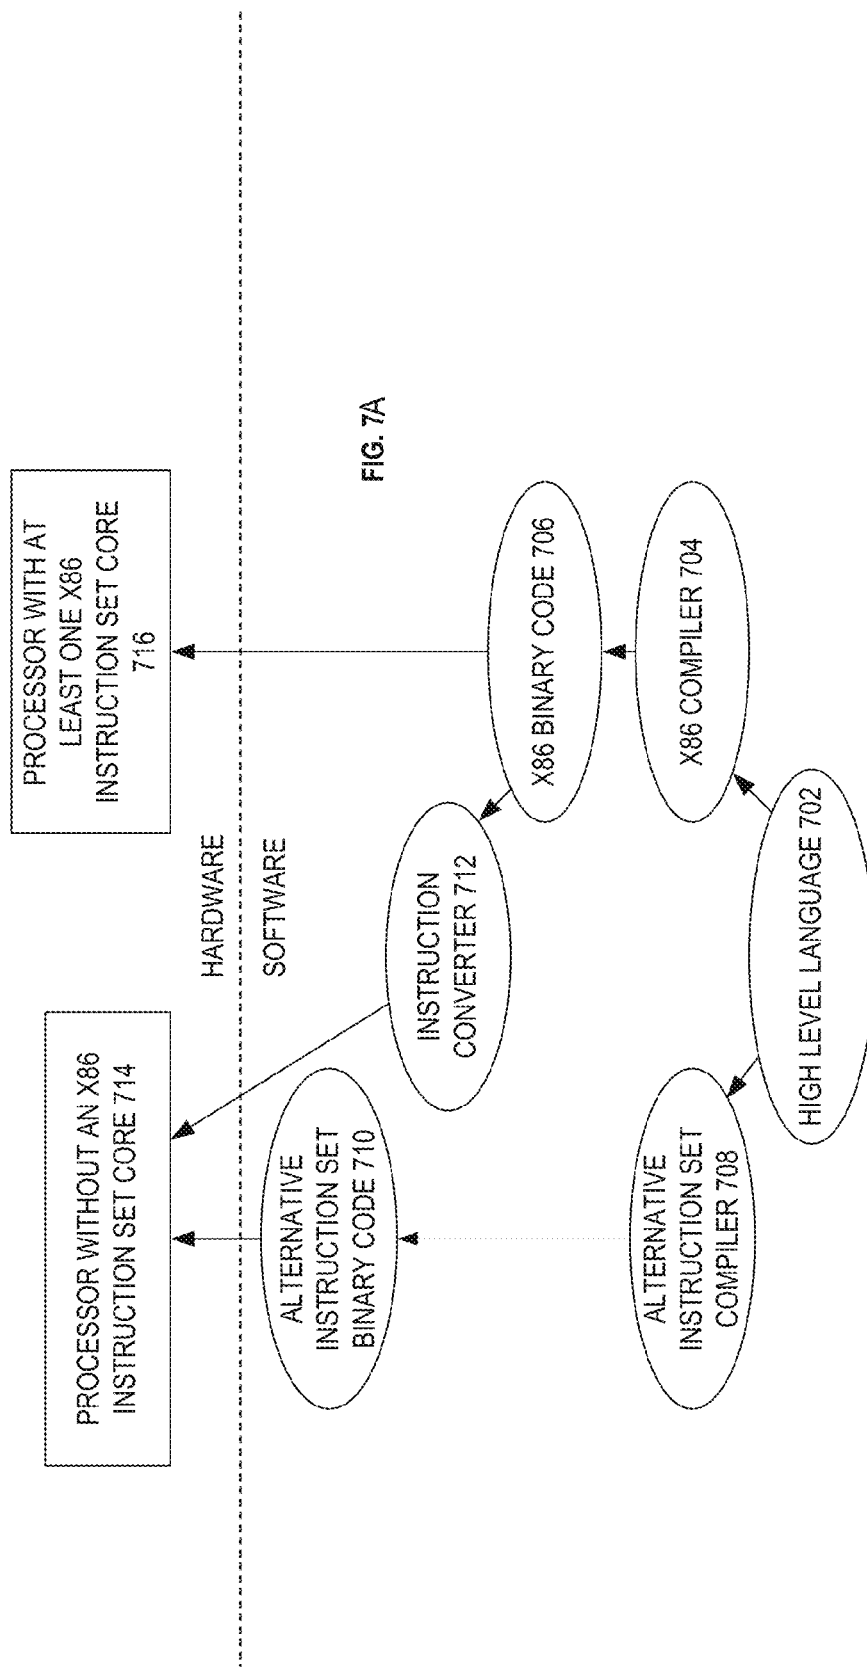 PROCESSOR WITHOUT AN X86
INSTRUCTION SET CORE 714
PROCESSOR WITH AT
LEAST ONE X86
INSTRUCTION SET CORE
716
HARDWARE
SOFTWARE
ALTERNATIVE
INSTRUCTION SET
BINARY CODE 710
INSTRUCTION
CONVERTER 712
X86 BINARY CODE 706
ALTERNATIVE
INSTRUCTION SET
COMPILER 708
X86 COMPILER 704
HIGH LEVEL LANGUAGE 702
FIG. 7A